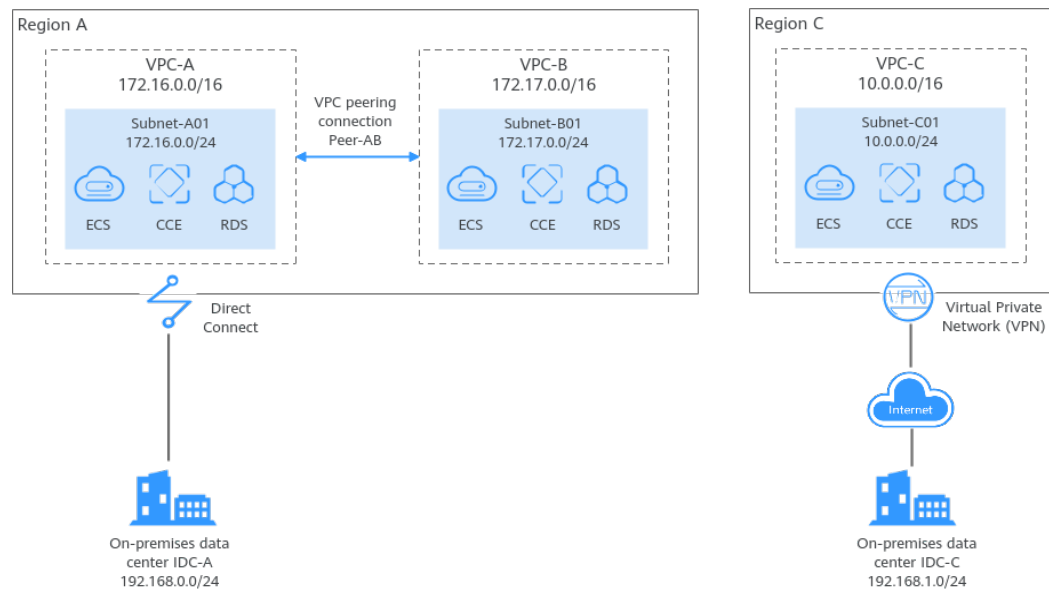 Region A
VPC-A
172.16.0.0/16
Subnet-A01
172.16.0.0/24
ECS
CCE
RDS
VPC peering
connection
Peer-AB
VPC-B
172.17.0.0/16
Subnet-B01
172.17.0.0/24
ECS
CCE
RDS
Direct
Connect
On-premises data
center IDC-A
192.168.0.0/24
Region C
VPC-C
10.0.0.0/16
Subnet-C01
10.0.0.0/24
ECS
CCE
RDS
VPN
Virtual Private
Network (VPN)
Internet
On-premises data
center IDC-C
192.168.1.0/24